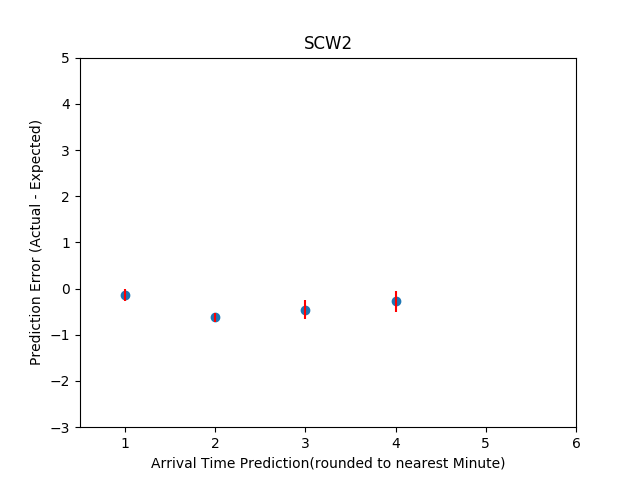 SCW2
5
4
3
2
1
0
−1
−2
−3
Prediction Error (Actual - Expected)
1 2 3 4 5 6
Arrival Time Prediction(rounded to nearest Minute)